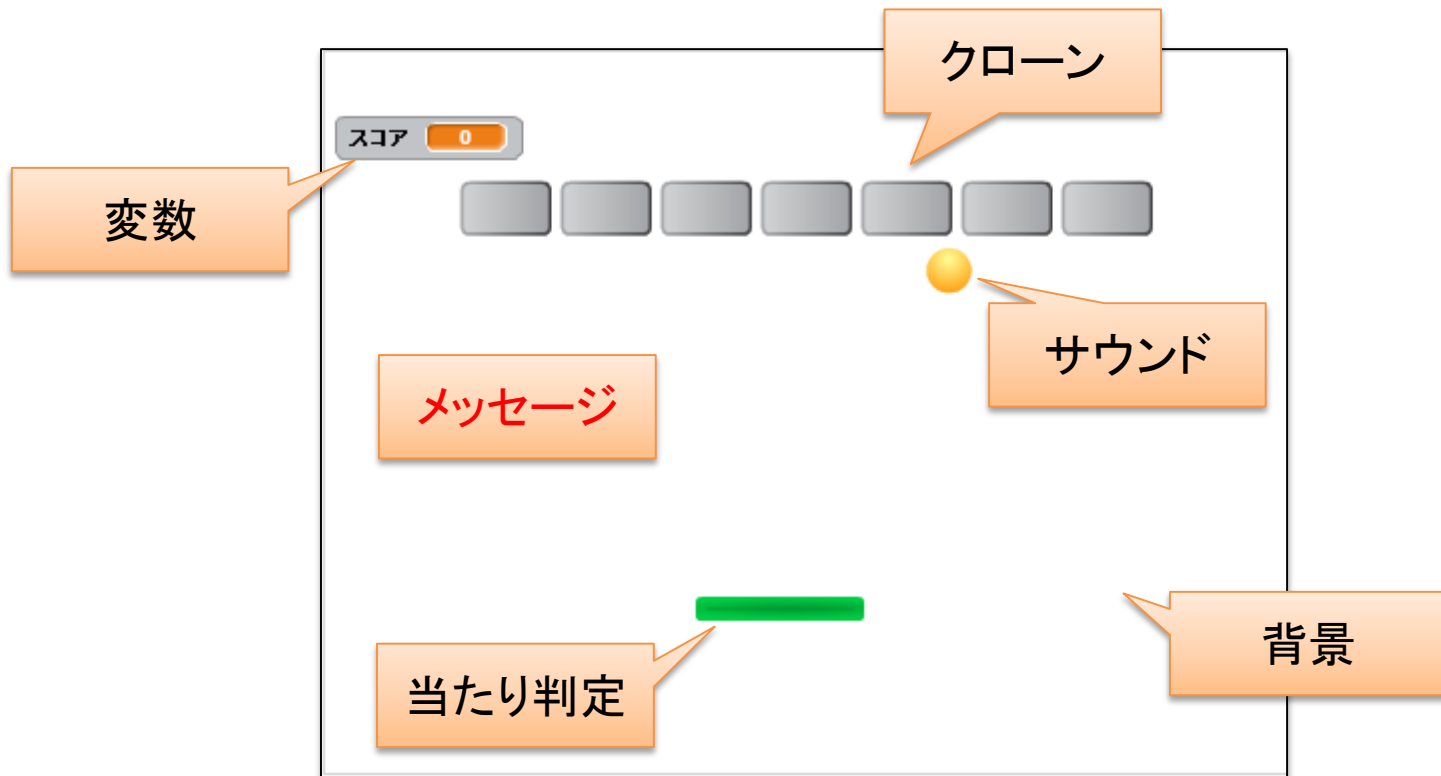 クローン
スコア 0
変数
サウンド
メッセージ
背景
当たり判定